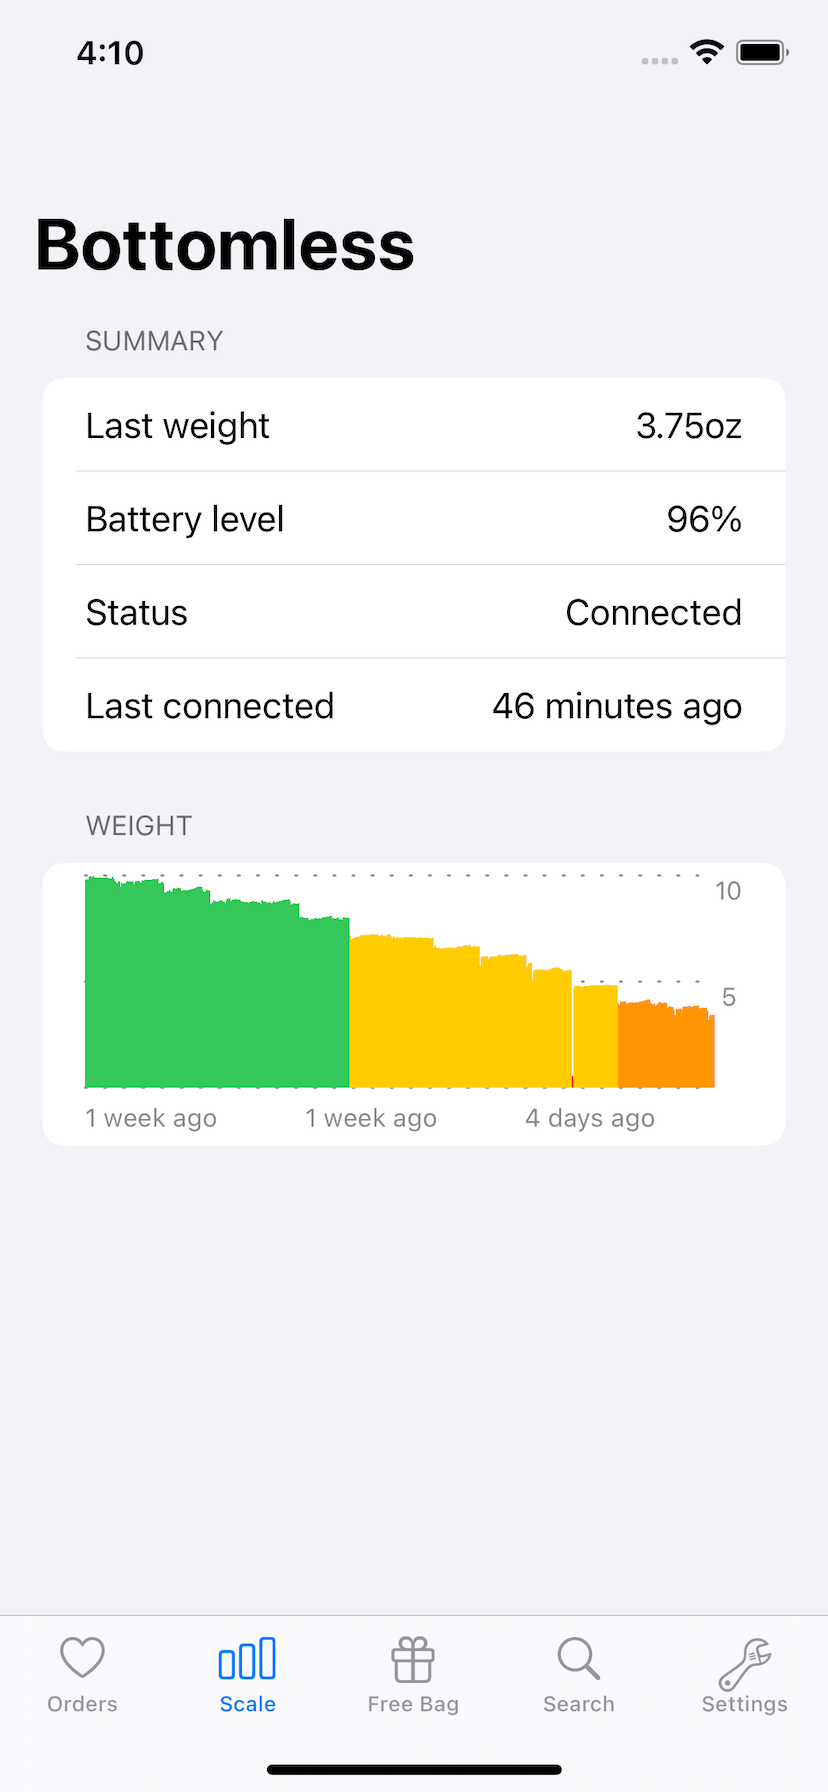 4:10
Bottomless
SUMMARY
Last weight 3.75oz
Battery level 96%
Status Connected
Last connected 46 minutes ago
WEIGHT
10
5
1 week ago 1 week ago 4 days ago
Orders Scale Free Bag Search Settings